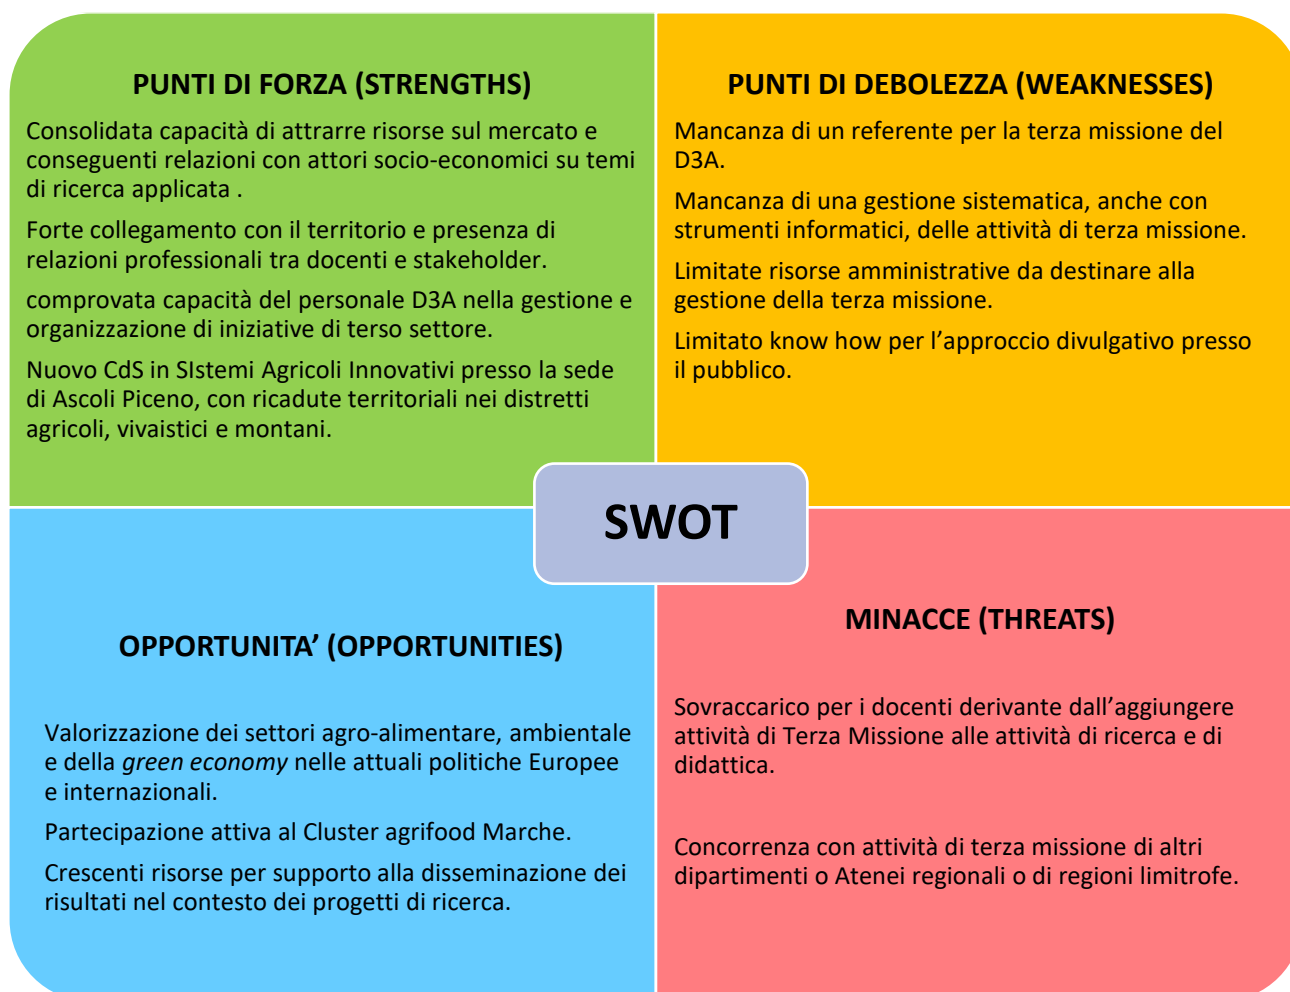 PUNTI DI FORZA (STRENGTHS)
Consolidata capacità di attrarre risorse sul mercato e
conseguenti relazioni con attori socio-economici su temi
di ricerca applicata .
Forte collegamento con il territorio e presenza di
relazioni professionali tra docenti e stakeholder.
comprovata capacità del personale D3A nella gestione e
organizzazione di iniziative di terso settore.
Nuovo CdS in SIstemi Agricoli Innovativi presso la sede
di Ascoli Piceno, con ricadute territoriali nei distretti
agricoli, vivaistici e montani.
PUNTI DI DEBOLEZZA (WEAKNESSES)
Mancanza di un referente per la terza missione del
D3A.
Mancanza di una gestione sistematica, anche con
strumenti informatici, delle attività di terza missione.
Limitate risorse amministrative da destinare alla
gestione della terza missione.
Limitato know how per l’approccio divulgativo presso
il pubblico.
SWOT
OPPORTUNITA’ (OPPORTUNITIES)
Valorizzazione dei settori agro-alimentare, ambientale
e della green economy nelle attuali politiche Europee
e internazionali.
Partecipazione attiva al Cluster agrifood Marche.
Crescenti risorse per supporto alla disseminazione dei
risultati nel contesto dei progetti di ricerca.
MINACCE (THREATS)
Sovraccarico per i docenti derivante dall’aggiungere
attività di Terza Missione alle attività di ricerca e di
didattica.
Concorrenza con attività di terza missione di altri
dipartimenti o Atenei regionali o di regioni limitrofe.